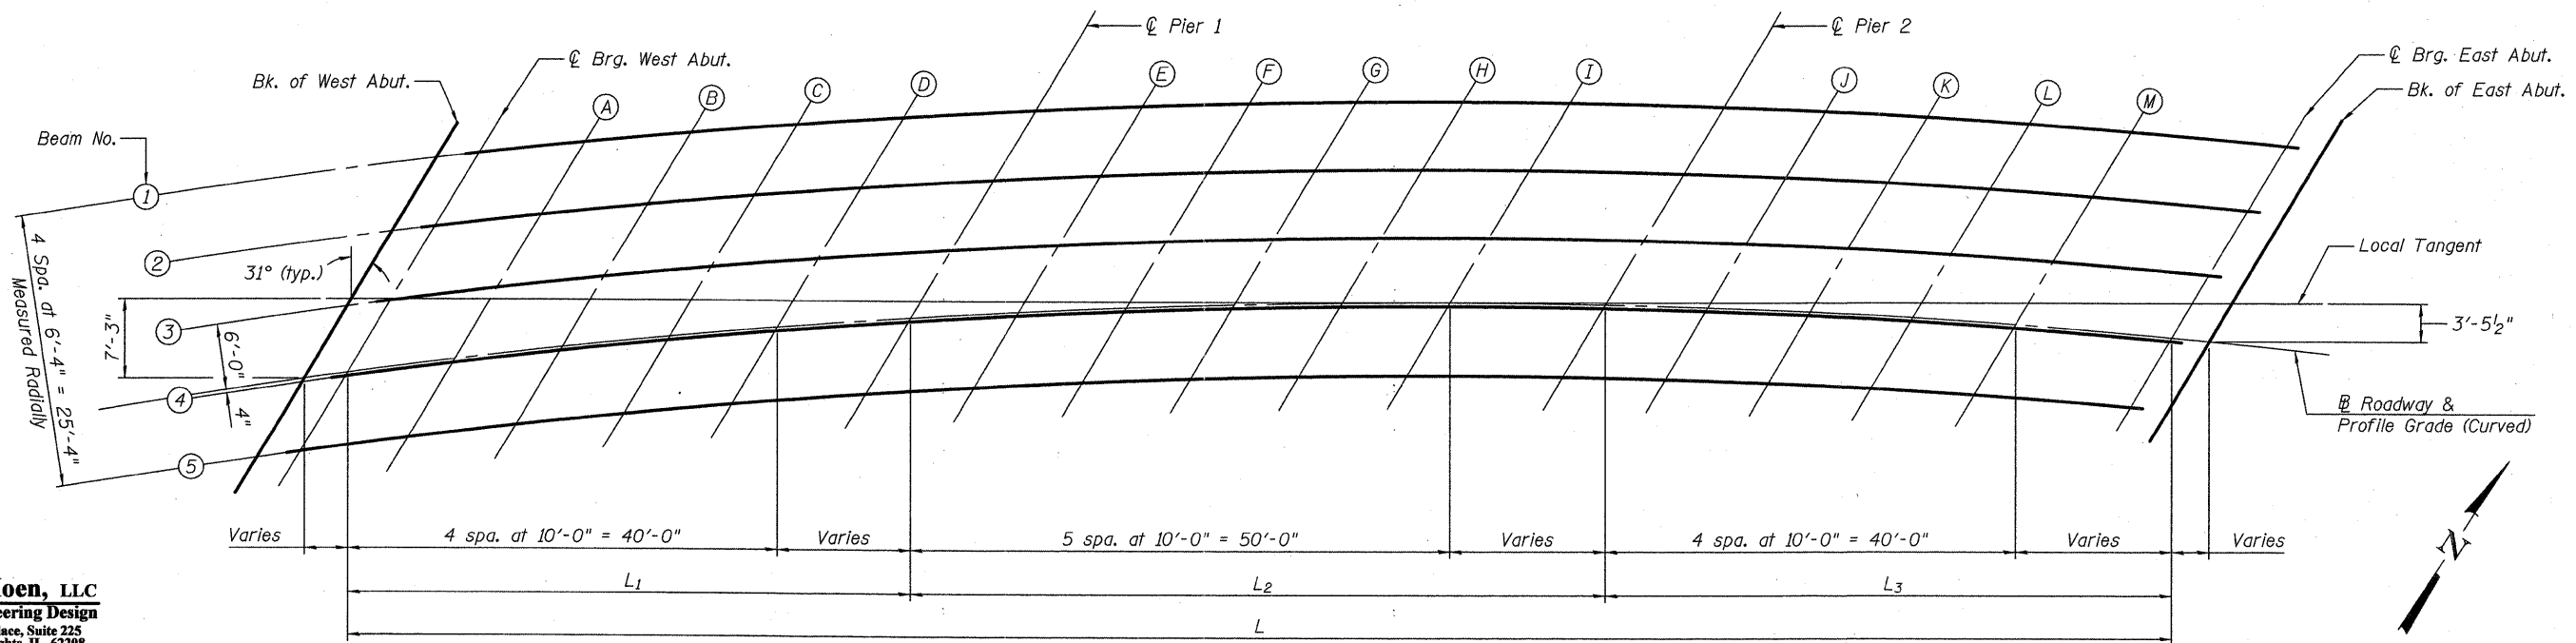 ℄ Pier 1
℄ Pier 2
℄ Brg. West Abut.
Bk. of West Abut.
℄ Brg. East Abut.
Bk. of East Abut.
A
B
C
D
E
F
G
H
I
J
K
L
M
Beam No.
1
2
3
4
5
4 Spa. at 6'-4" = 25'-4"
Measured Radially
31° (typ.)
7'-3"
6'-0"
4"
Local Tangent
3'-5½"
Roadway &
Profile Grade (Curved)
N
Varies
4 spa. at 10'-0" = 40'-0"
Varies
5 spa. at 10'-0" = 50'-0"
Varies
4 spa. at 10'-0" = 40'-0"
Varies
Varies
L1
L2
L3
L
oen, LLC
eering Design
lace, Suite 225